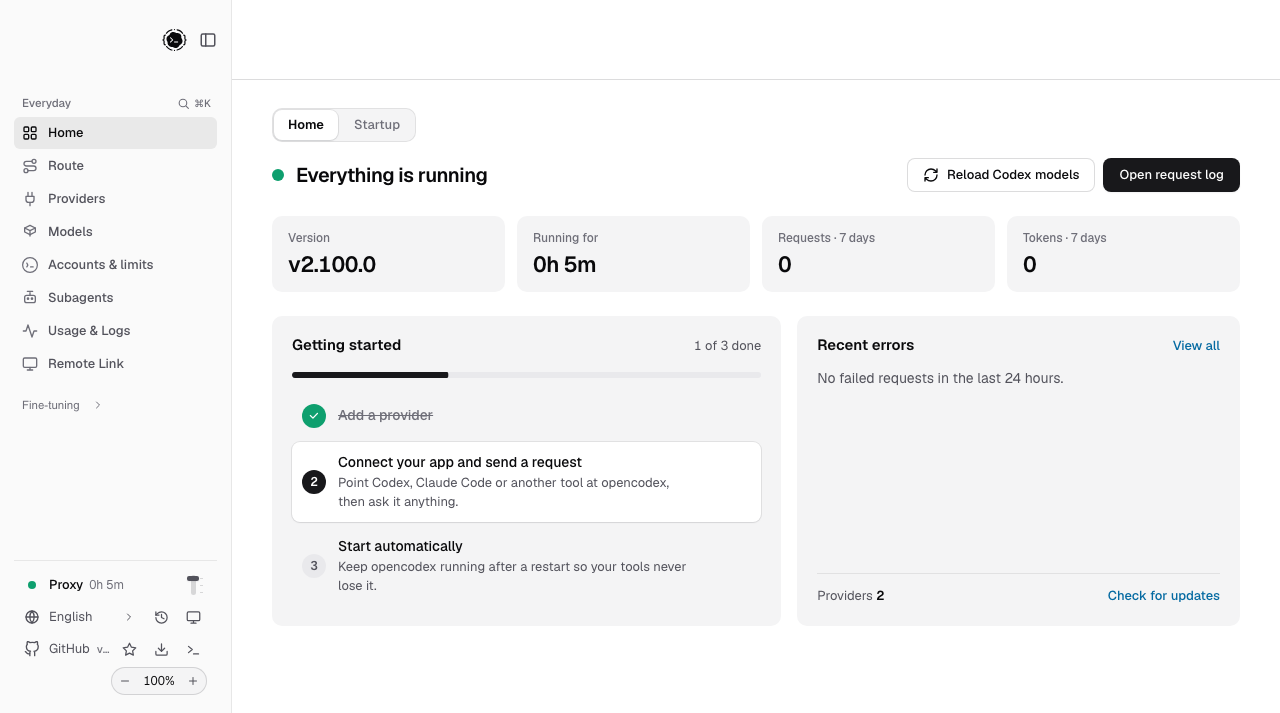 Everyday
⌘K
Home
Route
Providers
Models
Accounts & limits
Subagents
Usage & Logs
Remote Link
Fine-tuning
Proxy 0h 5m
English
GitHub v...
100%
Home
Startup
Everything is running
Reload Codex models
Open request log
Version
v2.100.0
Running for
0h 5m
Requests · 7 days
0
Tokens · 7 days
0
Getting started
1 of 3 done
Add a provider
2
Connect your app and send a request
Point Codex, Claude Code or another tool at opencodex,
then ask it anything.
3
Start automatically
Keep opencodex running after a restart so your tools never
lose it.
Recent errors
View all
No failed requests in the last 24 hours.
Providers 2
Check for updates